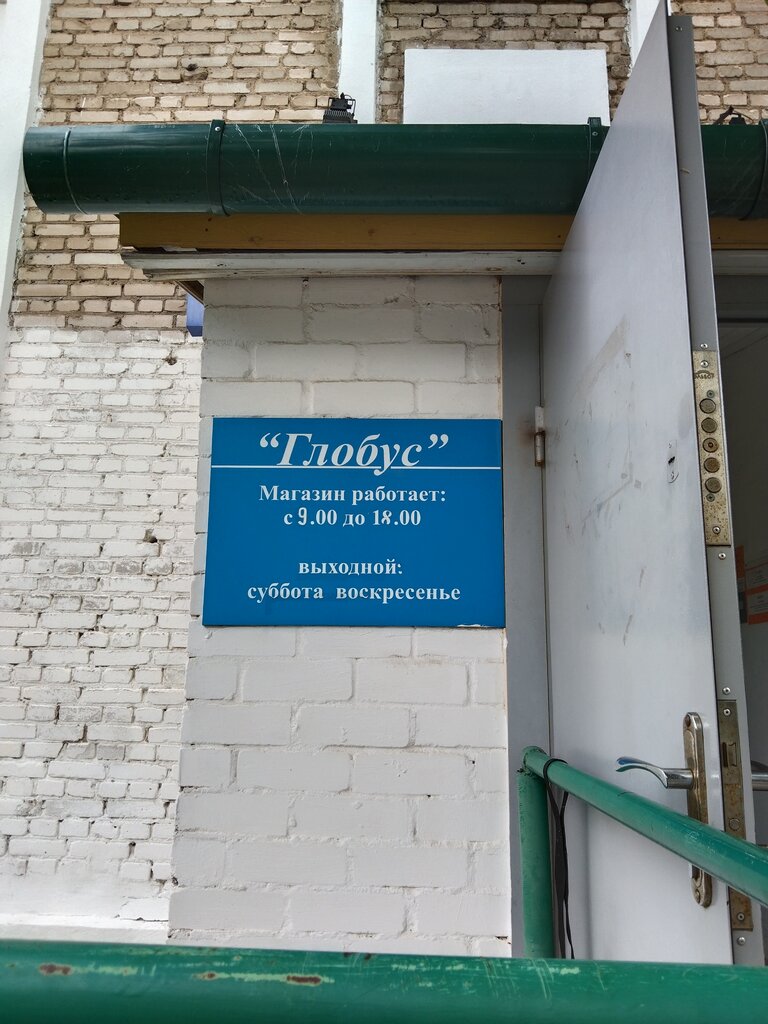 “Глобус”
Магазин работает:
с 9.00 до 18.00
выходной:
суббота воскресенье